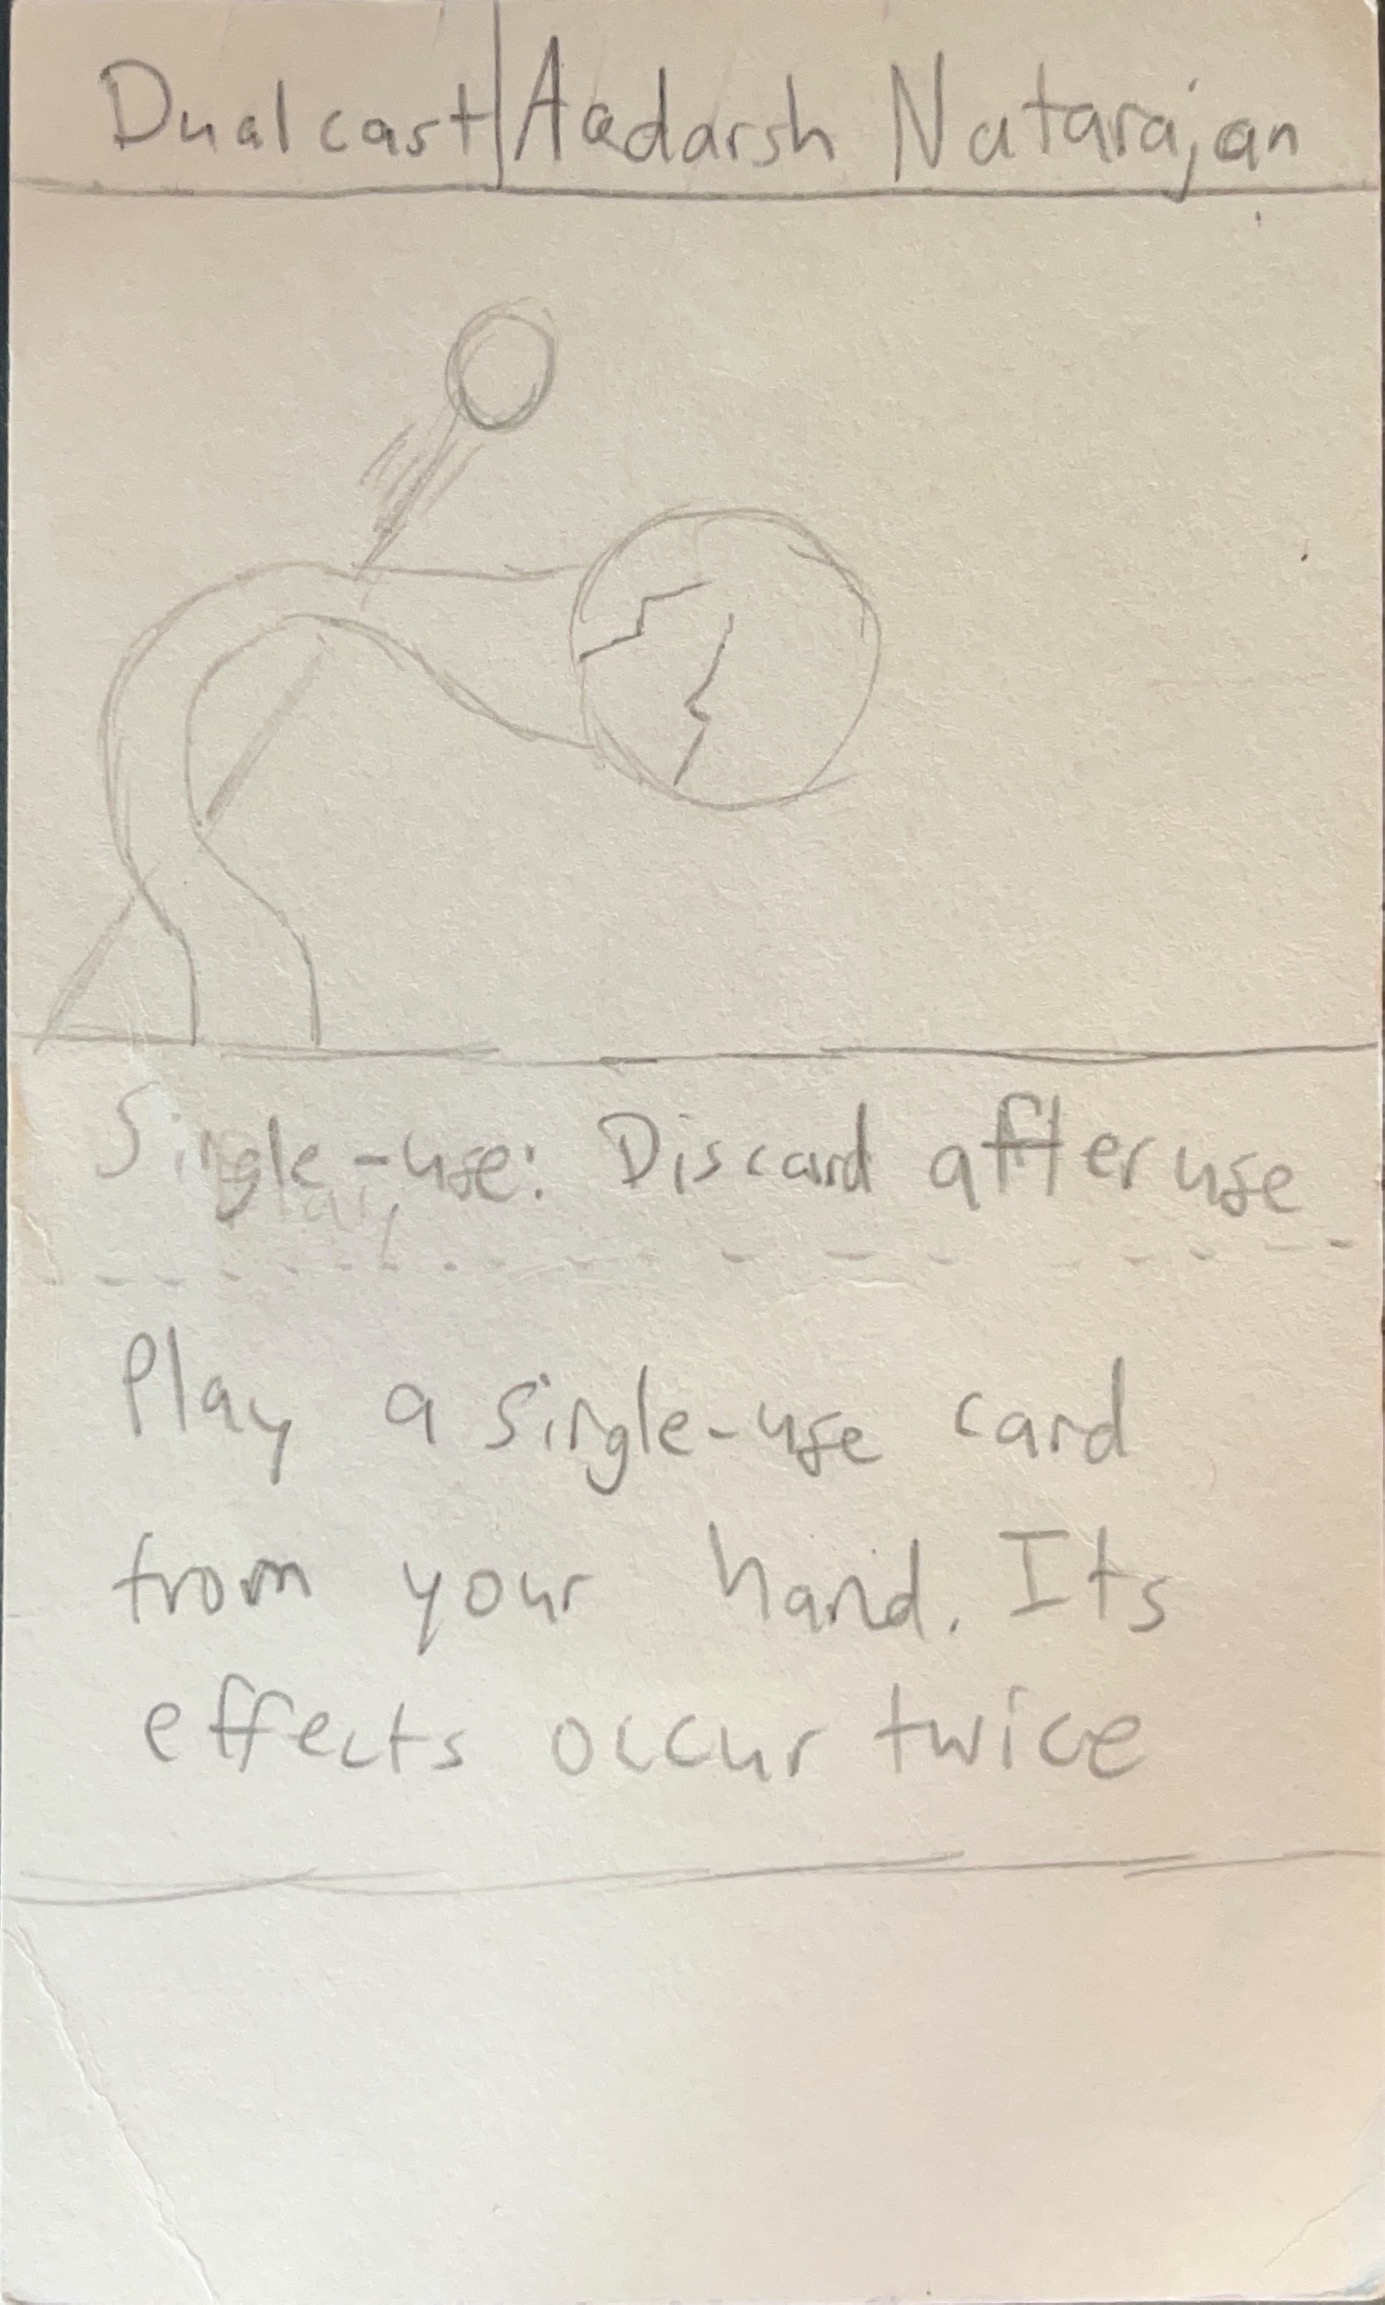 Dualcast Aadarsh Natarajan
Single-use: Discard after use
Play a single-use card
from your hand. Its
effects occur twice